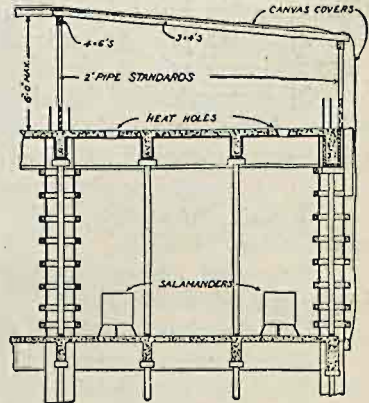 CANVAS COVERS
4×6'S
3×4'S
6'-0" MAX.
2" PIPE STANDARDS
HEAT HOLES
SALAMANDERS